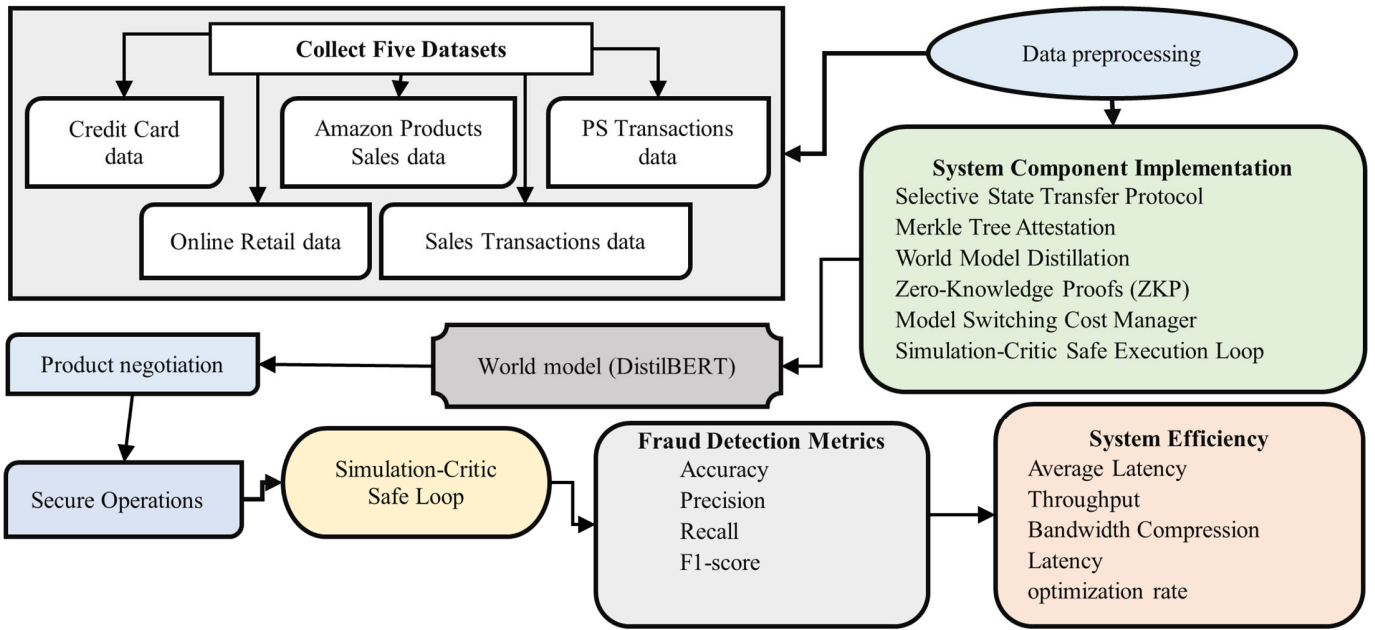 Collect Five Datasets
Credit Card
data
Amazon Products
Sales data
PS Transactions
data
Online Retail data
Sales Transactions data
Data preprocessing
System Component Implementation
Selective State Transfer Protocol
Merkle Tree Attestation
World Model Distillation
Zero-Knowledge Proofs (ZKP)
Model Switching Cost Manager
Simulation-Critic Safe Execution Loop
World model (DistilBERT)
Product negotiation
Secure Operations
Simulation-Critic
Safe Loop
Fraud Detection Metrics
Accuracy
Precision
Recall
F1-score
System Efficiency
Average Latency
Throughput
Bandwidth Compression
Latency
optimization rate